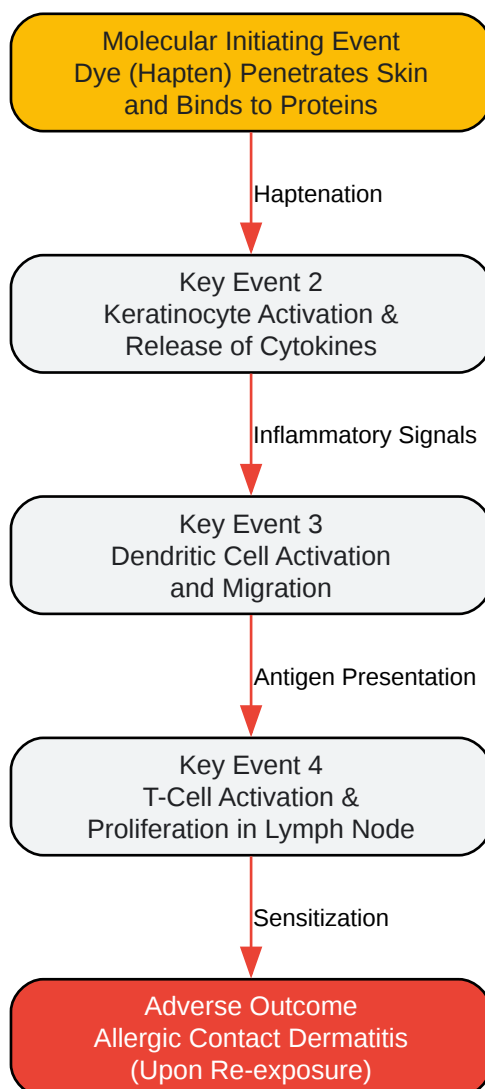 Molecular Initiating Event
Dye (Hapten) Penetrates Skin
and Binds to Proteins
Haptenation
Key Event 2
Keratinocyte Activation &
Release of Cytokines
Inflammatory Signals
Key Event 3
Dendritic Cell Activation
and Migration
Antigen Presentation
Key Event 4
T-Cell Activation &
Proliferation in Lymph Node
Sensitization
Adverse Outcome
Allergic Contact Dermatitis
(Upon Re-exposure)